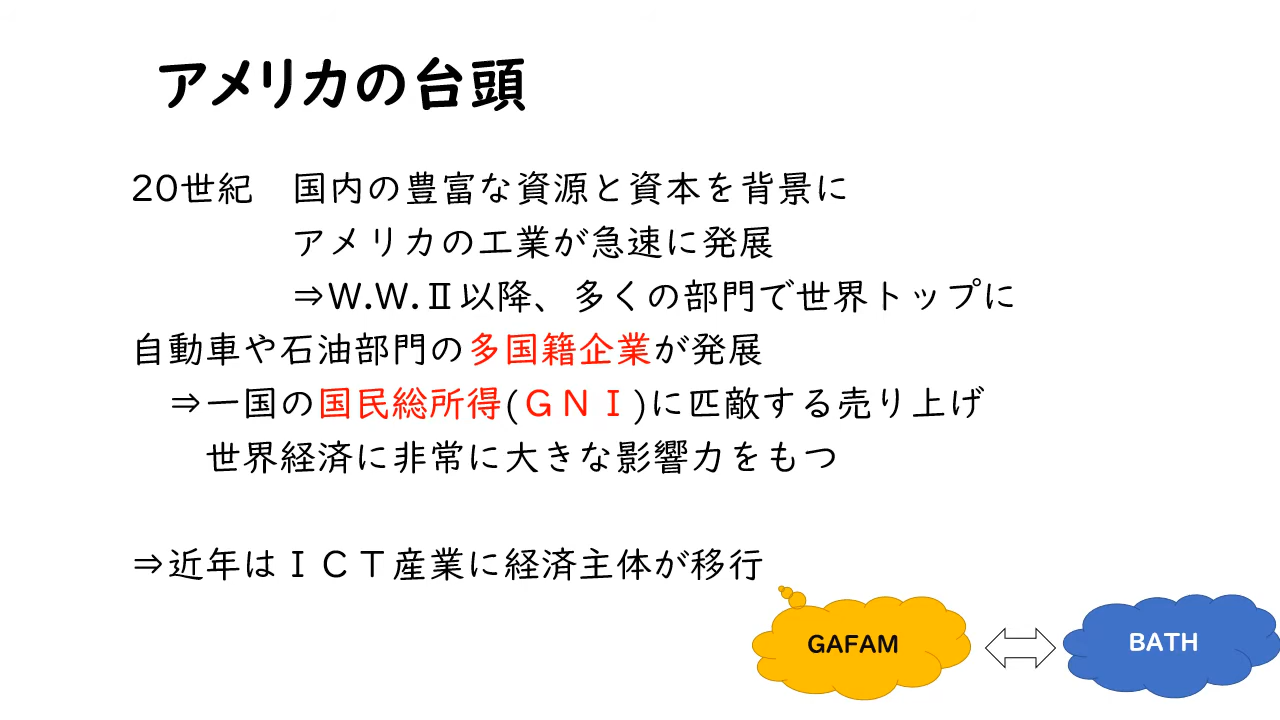 アメリカの台頭
20世紀　国内の豊富な資源と資本を背景に
アメリカの工業が急速に発展
⇒W.W.Ⅱ以降、多くの部門で世界トップに
自動車や石油部門の多国籍企業が発展
⇒一国の国民総所得(ＧＮＩ)に匹敵する売り上げ
世界経済に非常に大きな影響力をもつ
⇒近年はＩＣＴ産業に経済主体が移行
GAFAM
BATH